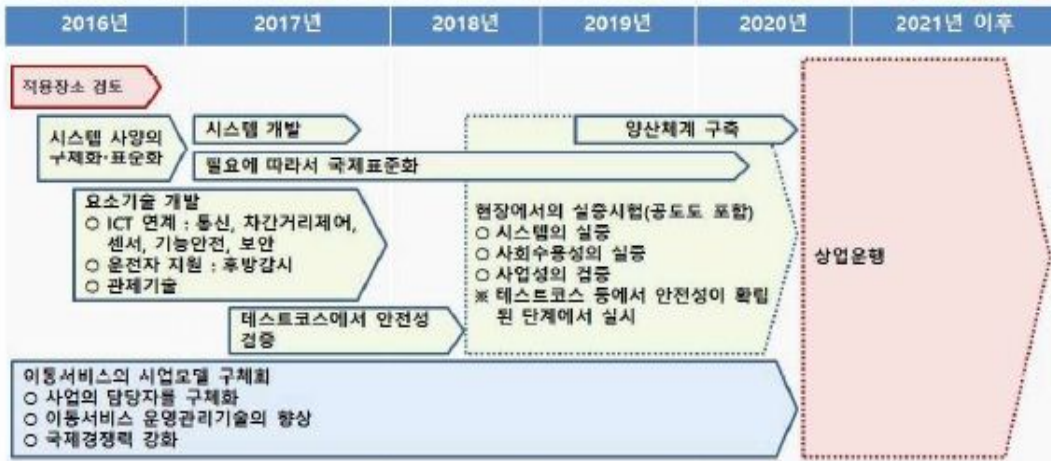 2016년 2017년 2018년 2019년 2020년 2021년 이후
적용장소 검토
시스템 사양의
구체화·표준화
시스템 개발
양산체계 구축
필요에 따라서 국제표준화
요소기술 개발
○ ICT 연계 : 통신, 차간거리제어,
센서, 기능안전, 보안
○ 운전자 지원 : 후방감시
○ 관제기술
현장에서의 실증시험(공도도 포함)
○ 시스템의 실증
○ 사회수용성의 실증
○ 사업성의 검증
※ 테스트코스 등에서 안전성이 확립
된 단계에서 실시
상업운행
테스트코스에서 안전성
검증
이동서비스의 사업모델 구체화
○ 사업의 담당자를 구체화
○ 이동서비스 운영관리기술의 향상
○ 국제경쟁력 강화